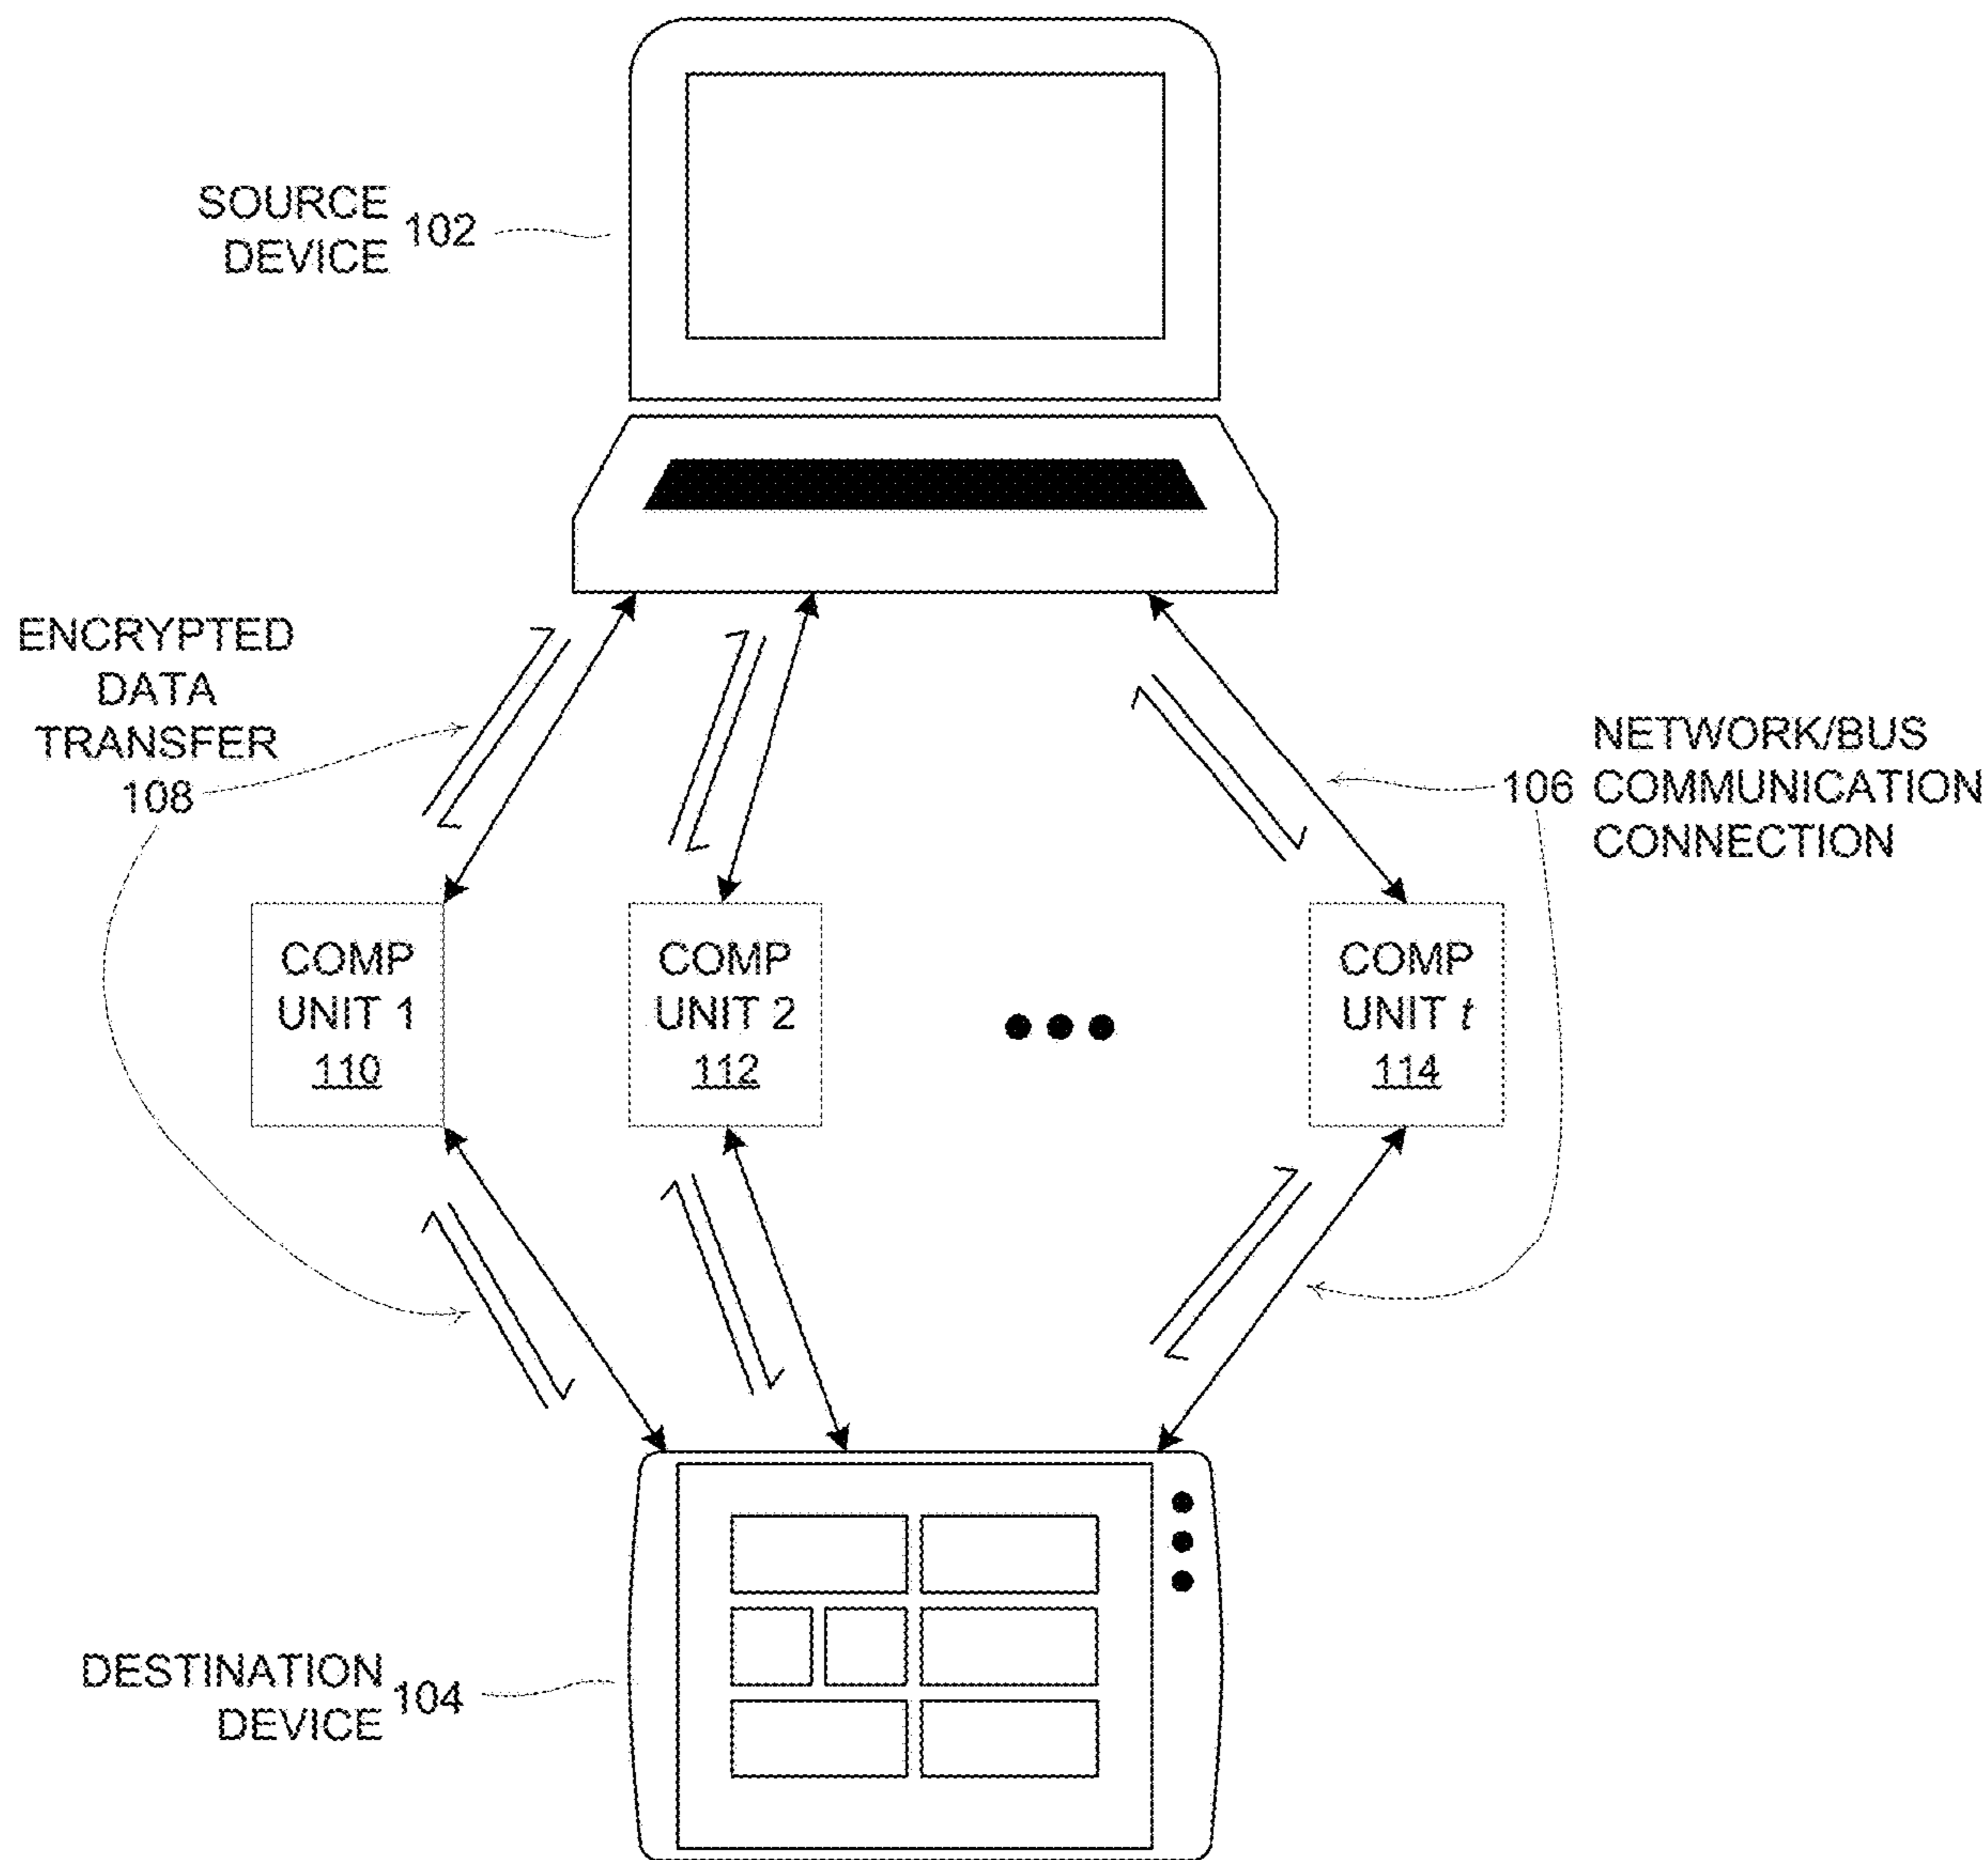 SOURCE
DEVICE
102
ENCRYPTED
DATA
TRANSFER
108
NETWORK/BUS
COMMUNICATION
CONNECTION
106
COMP
UNIT 1
110
COMP
UNIT 2
112
COMP
UNIT t
114
DESTINATION
DEVICE
104